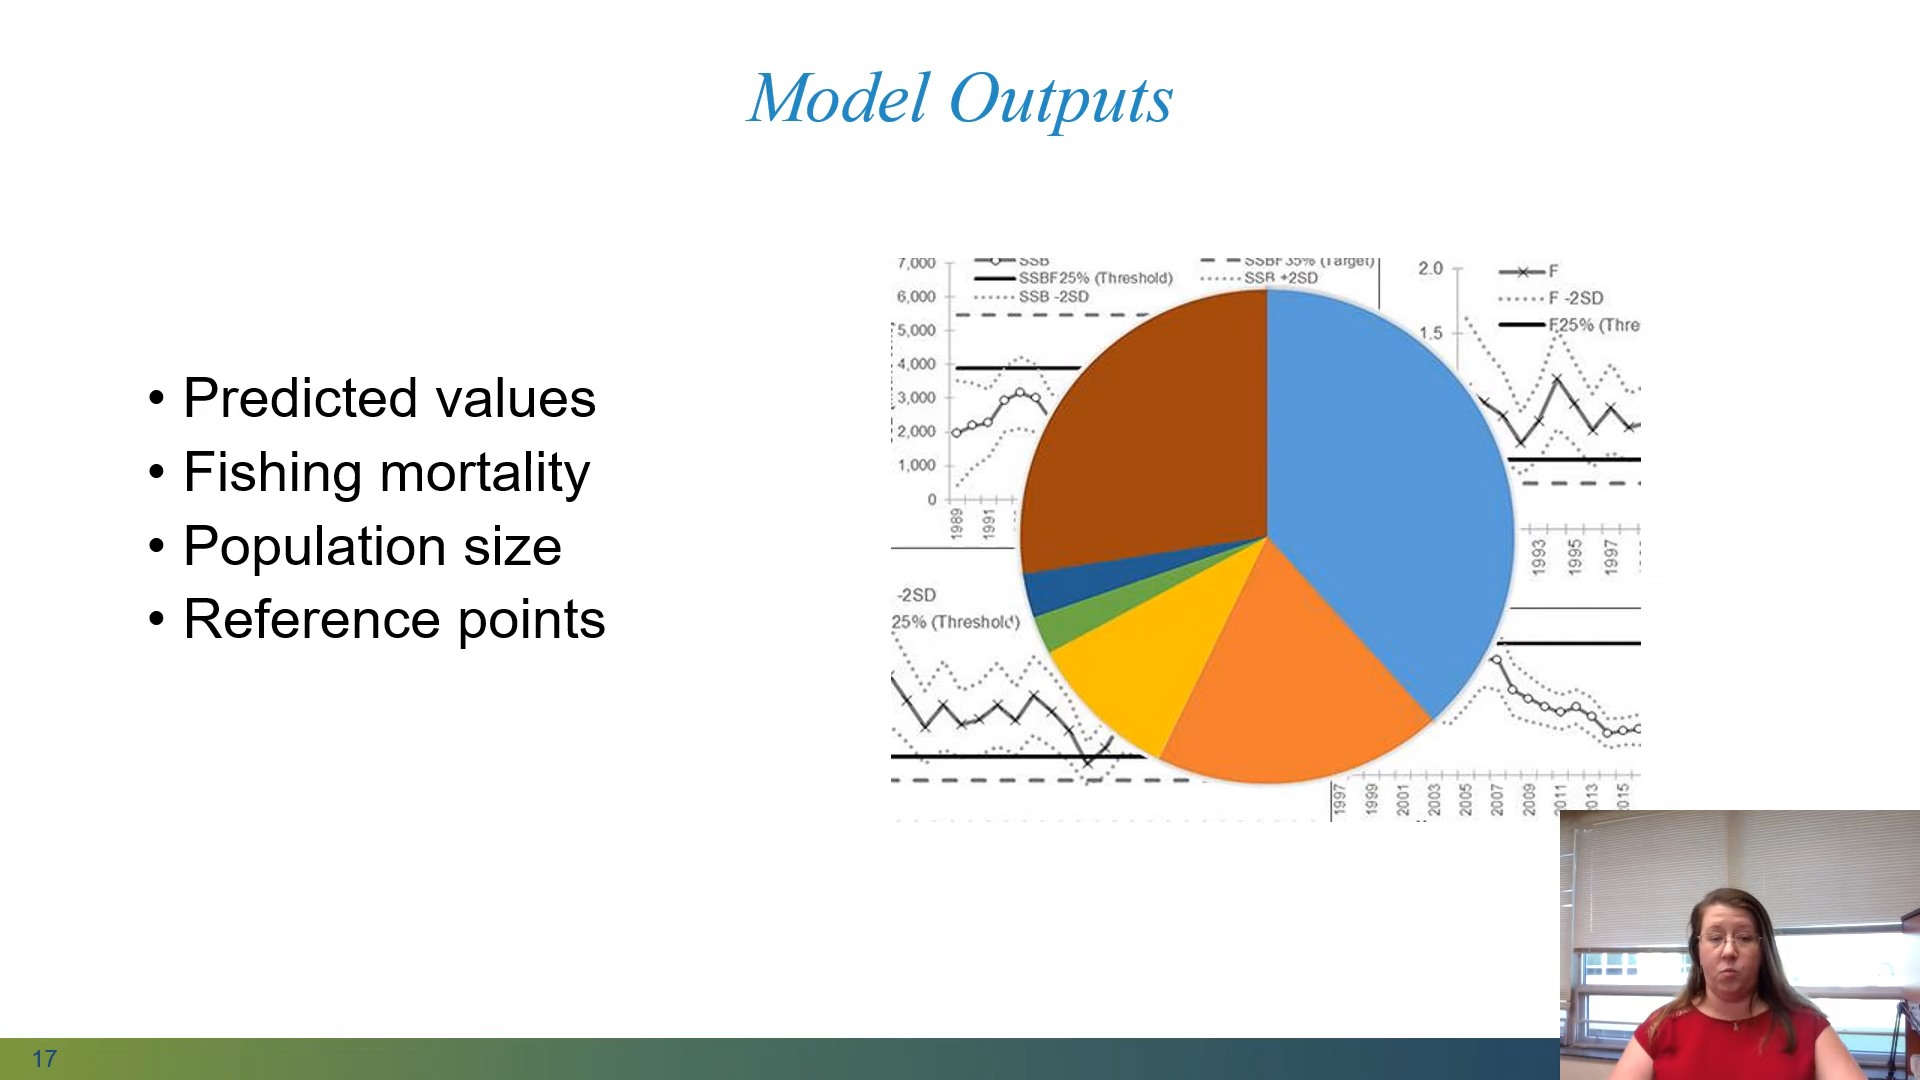 Model Outputs
• Predicted values
• Fishing mortality
• Population size
• Reference points
7,000
6,000
5,000
4,000
3,000
2,000
1,000
0
SSB
SSBF35% (Target)
SSBF25% (Threshold)
SSB +2SD
SSB -2SD
1989
1991
2.0
1.5
F
F -2SD
F25% (Thre
1993
1995
1997
-2SD
25% (Threshold)
1997
1999
2001
2003
2005
2007
2009
2011
2013
2015
17